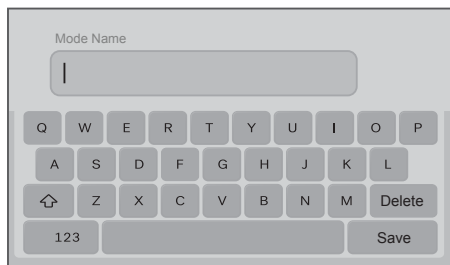 Mode Name
Q W E R T Y U I O P
A S D F G H J K L
Z X C V B N M Delete
123 Save